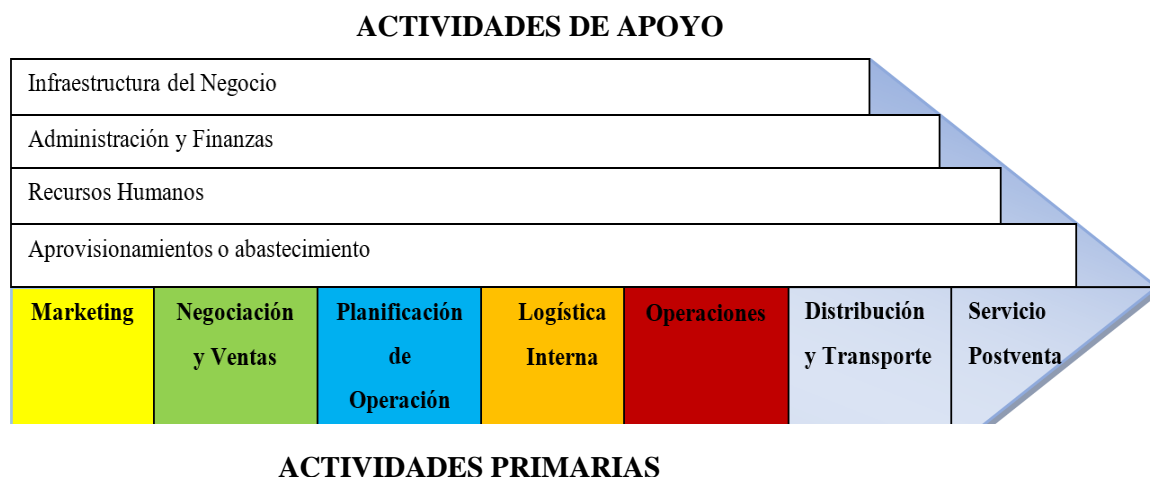 ACTIVIDADES DE APOYO
Infraestructura del Negocio
Administración y Finanzas
Recursos Humanos
Aprovisionamientos o abastecimiento
Marketing
Negociación
y Ventas
Planificación
de
Operación
Logística
Interna
Operaciones
Distribución
y Transporte
Servicio
Postventa
ACTIVIDADES PRIMARIAS